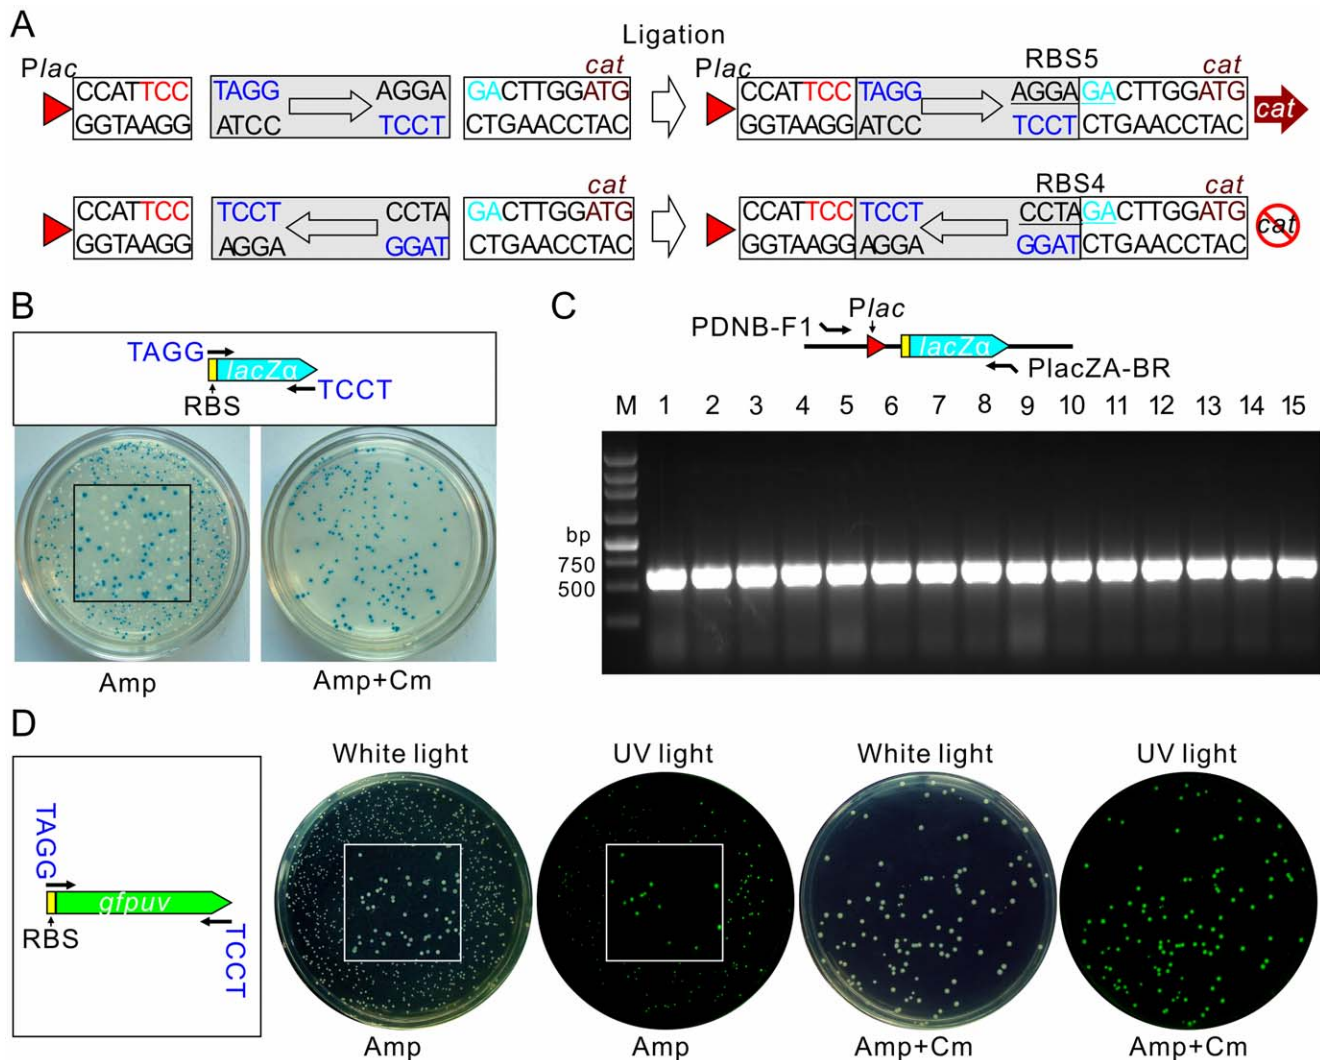 A
Ligation
Plac
cat
Plac
RBS5
cat
CCATTCC
TAGG
AGGA
GACTTGGATG
CCATTCC
TAGG
AGGA
GACTTGGATG
cat
GGTAAGG
ATCC
TCCT
CTGAACCTAC
GGTAAGG
ATCC
TCCT
CTGAACCTAC
cat
RBS4
cat
CCATTCC
TCCT
CCTA
GACTTGGATG
CCATTCC
TCCT
CCTA
GACTTGGATG
cat
GGTAAGG
AGGA
GGAT
CTGAACCTAC
GGTAAGG
AGGA
GGAT
CTGAACCTAC
B
TAGG
lacZα
TCCT
RBS
Amp
Amp+Cm
C
Plac
PDNB-F1
lacZα
PlacZA-BR
M 1 2 3 4 5 6 7 8 9 10 11 12 13 14 15
bp
750
500
D
TAGG
gfpuv
RBS
TCCT
White light
UV light
White light
UV light
Amp
Amp
Amp+Cm
Amp+Cm